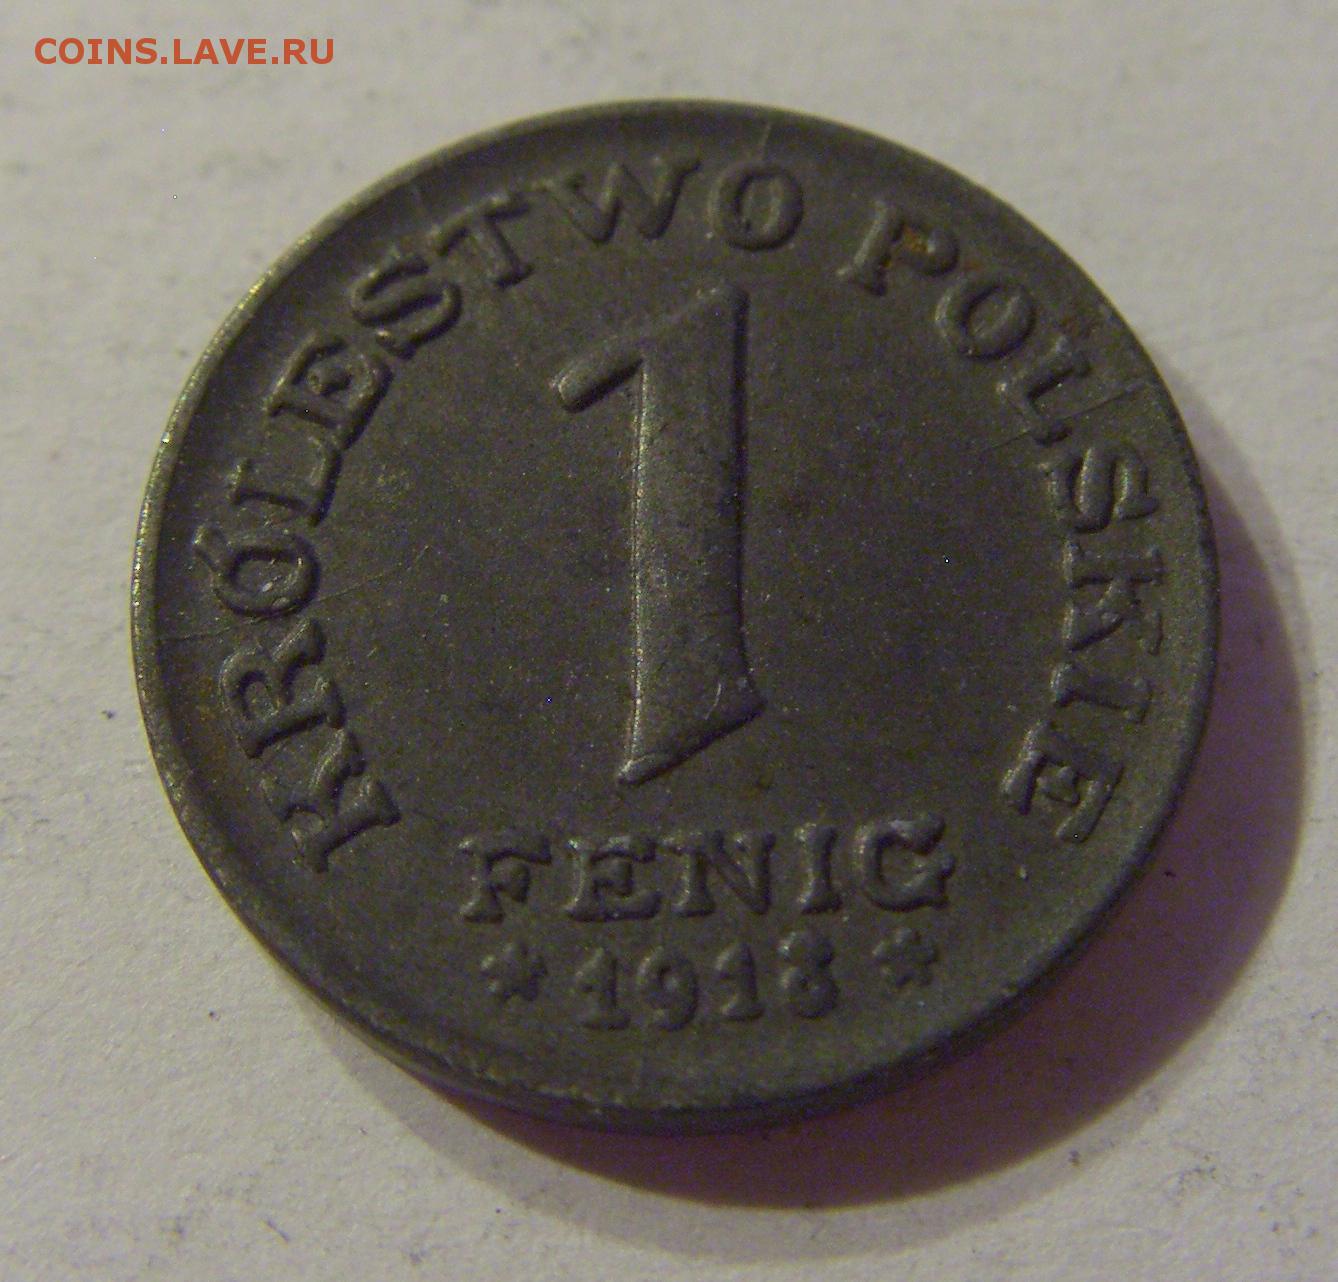 COINS.LAVE.RU
KRÓLESTWO POLSKIE
1
FENIG
* 1918 *